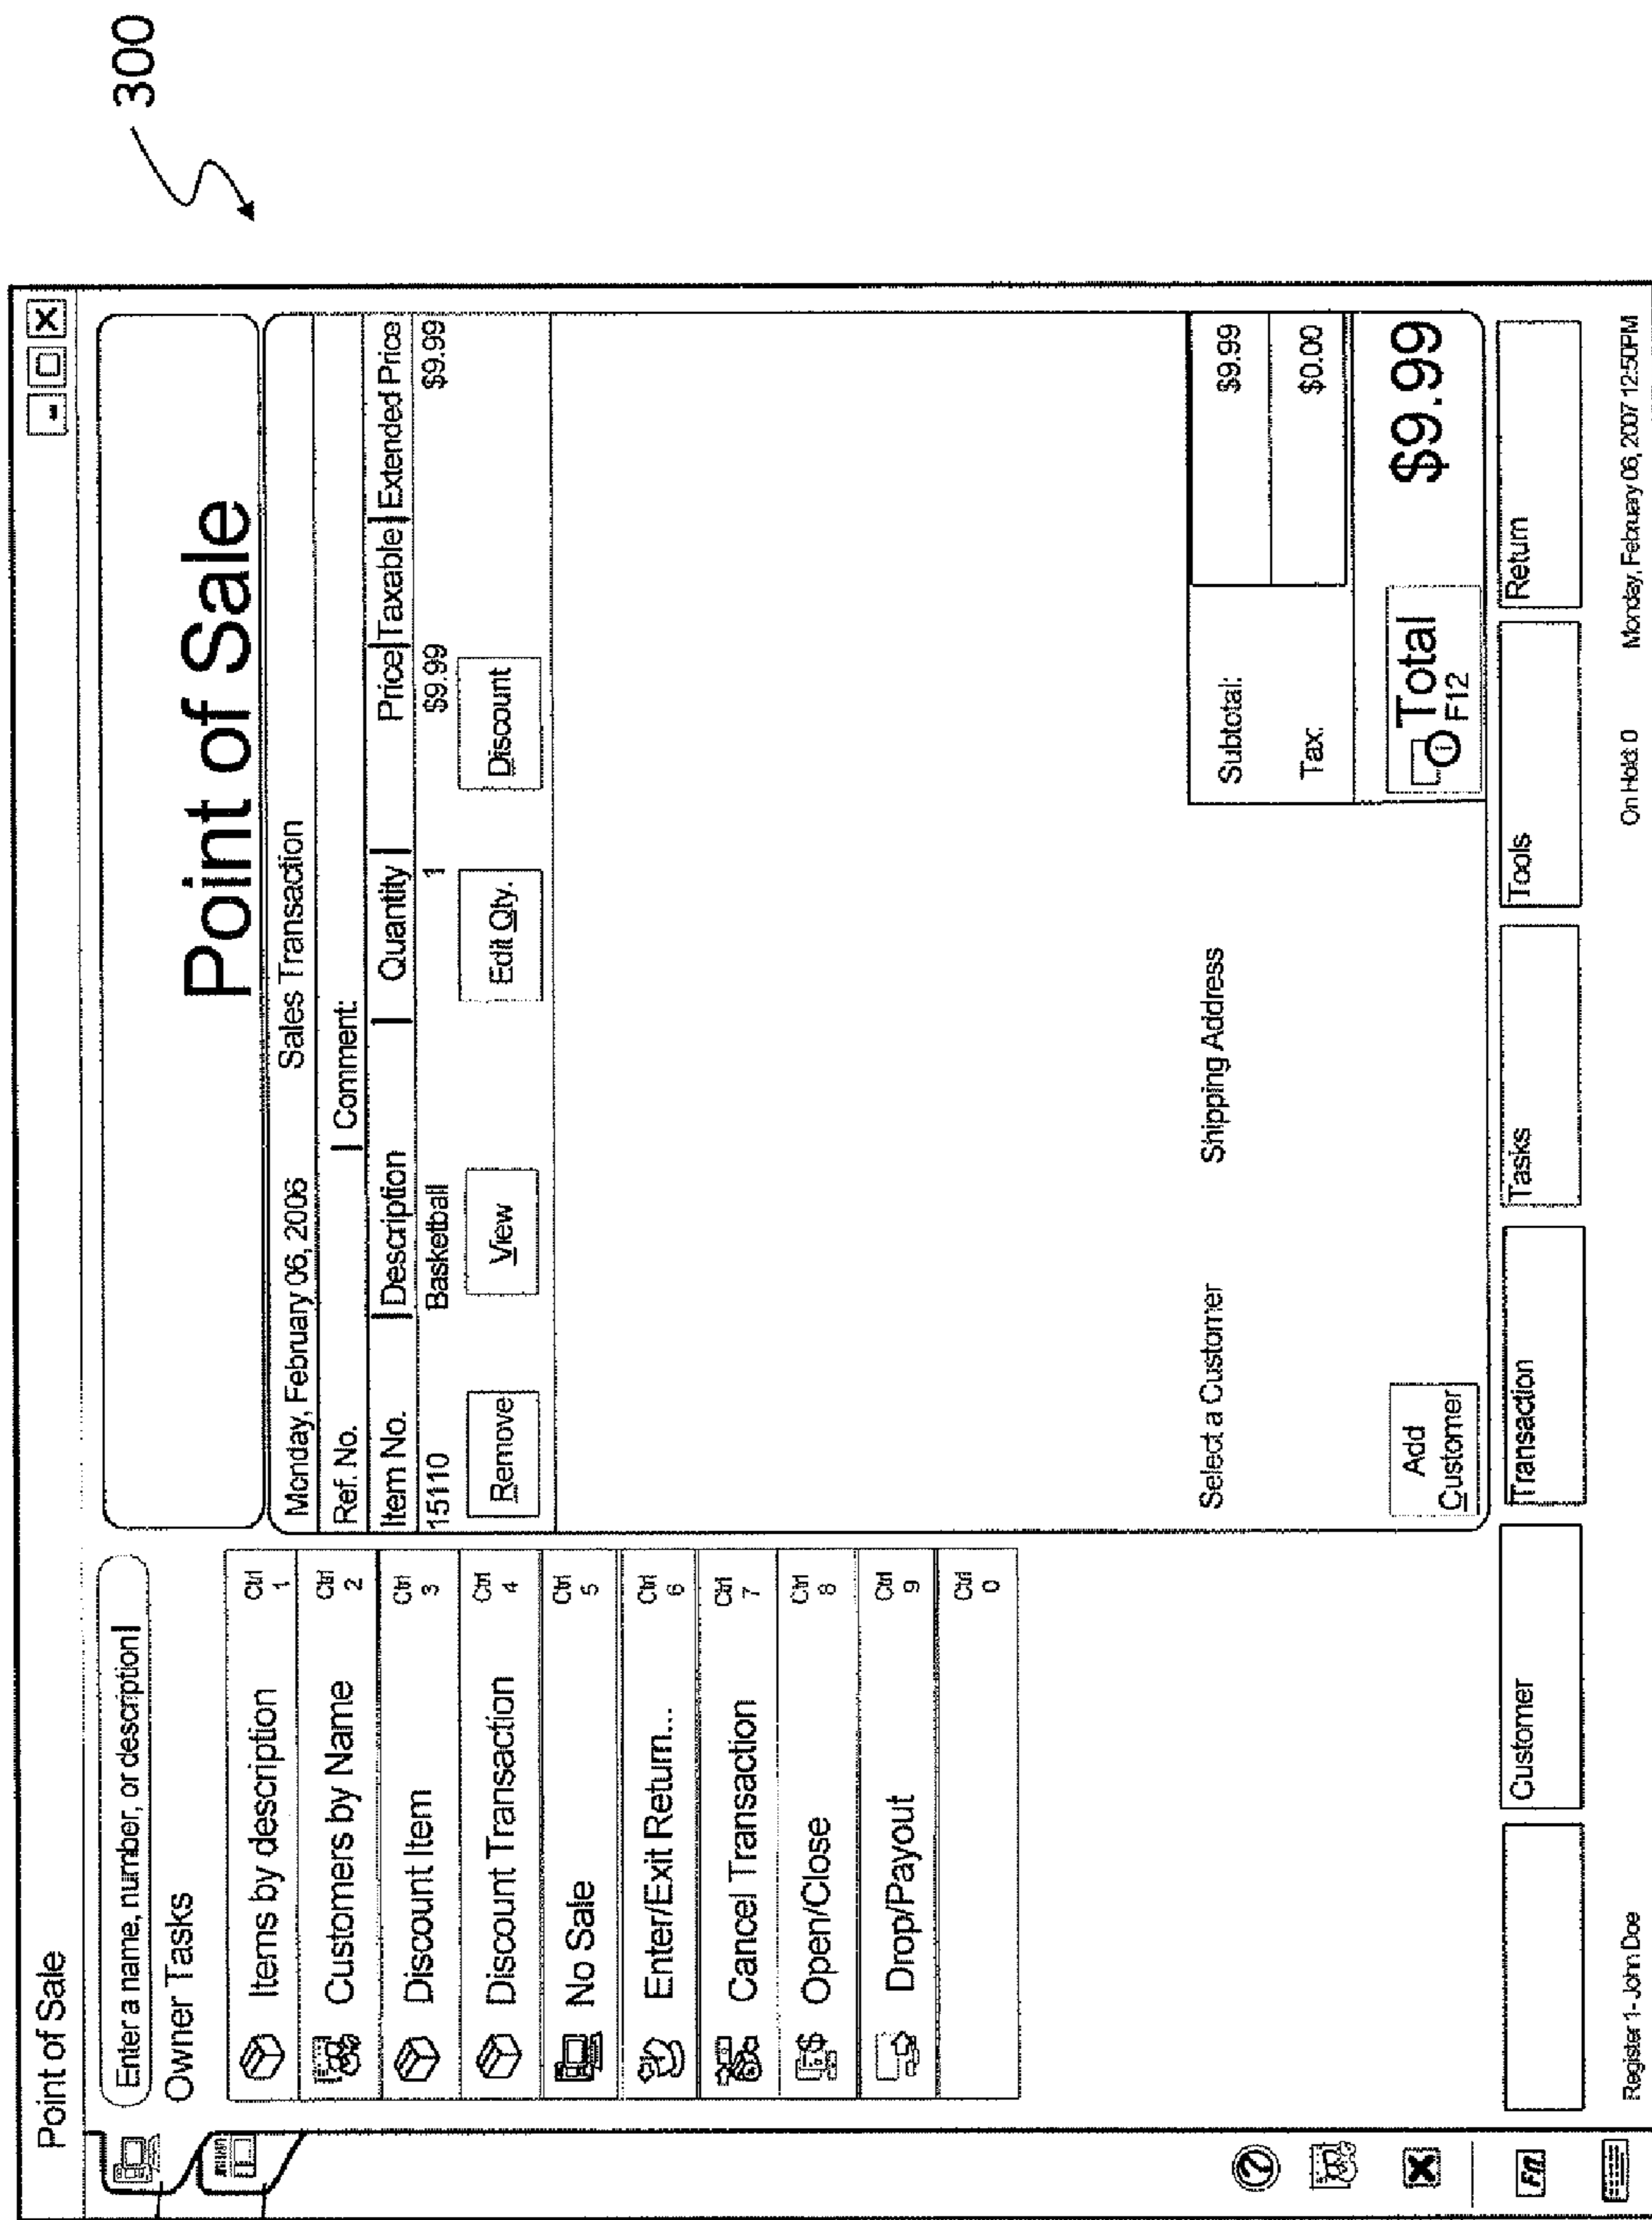 300
Point of Sale
Enter a name, number, or description
Owner Tasks
Items by description Ctrl 1
Customers by Name Ctrl 2
Discount Item Ctrl 3
Discount Transaction Ctrl 4
No Sale Ctrl 5
Enter/Exit Return... Ctrl 6
Cancel Transaction Ctrl 7
Open/Close Ctrl 8
Drop/Payout Ctrl 9
Ctrl 0
Point of Sale
Monday, February 06, 2006 Sales Transaction
Ref. No. Comment:
Item No. Description Quantity Price Taxable Extended Price
15110 Basketball 1 $9.99 $9.99
Remove View Edit Qty. Discount
Select a Customer Shipping Address Subtotal: $9.99
Tax: $0.00
Add Customer Total F12 $9.99
Fn
Customer Transaction Tasks Tools Return
Register 1 - John Doe On Hold: 0 Monday, February 06, 2007 12:50PM